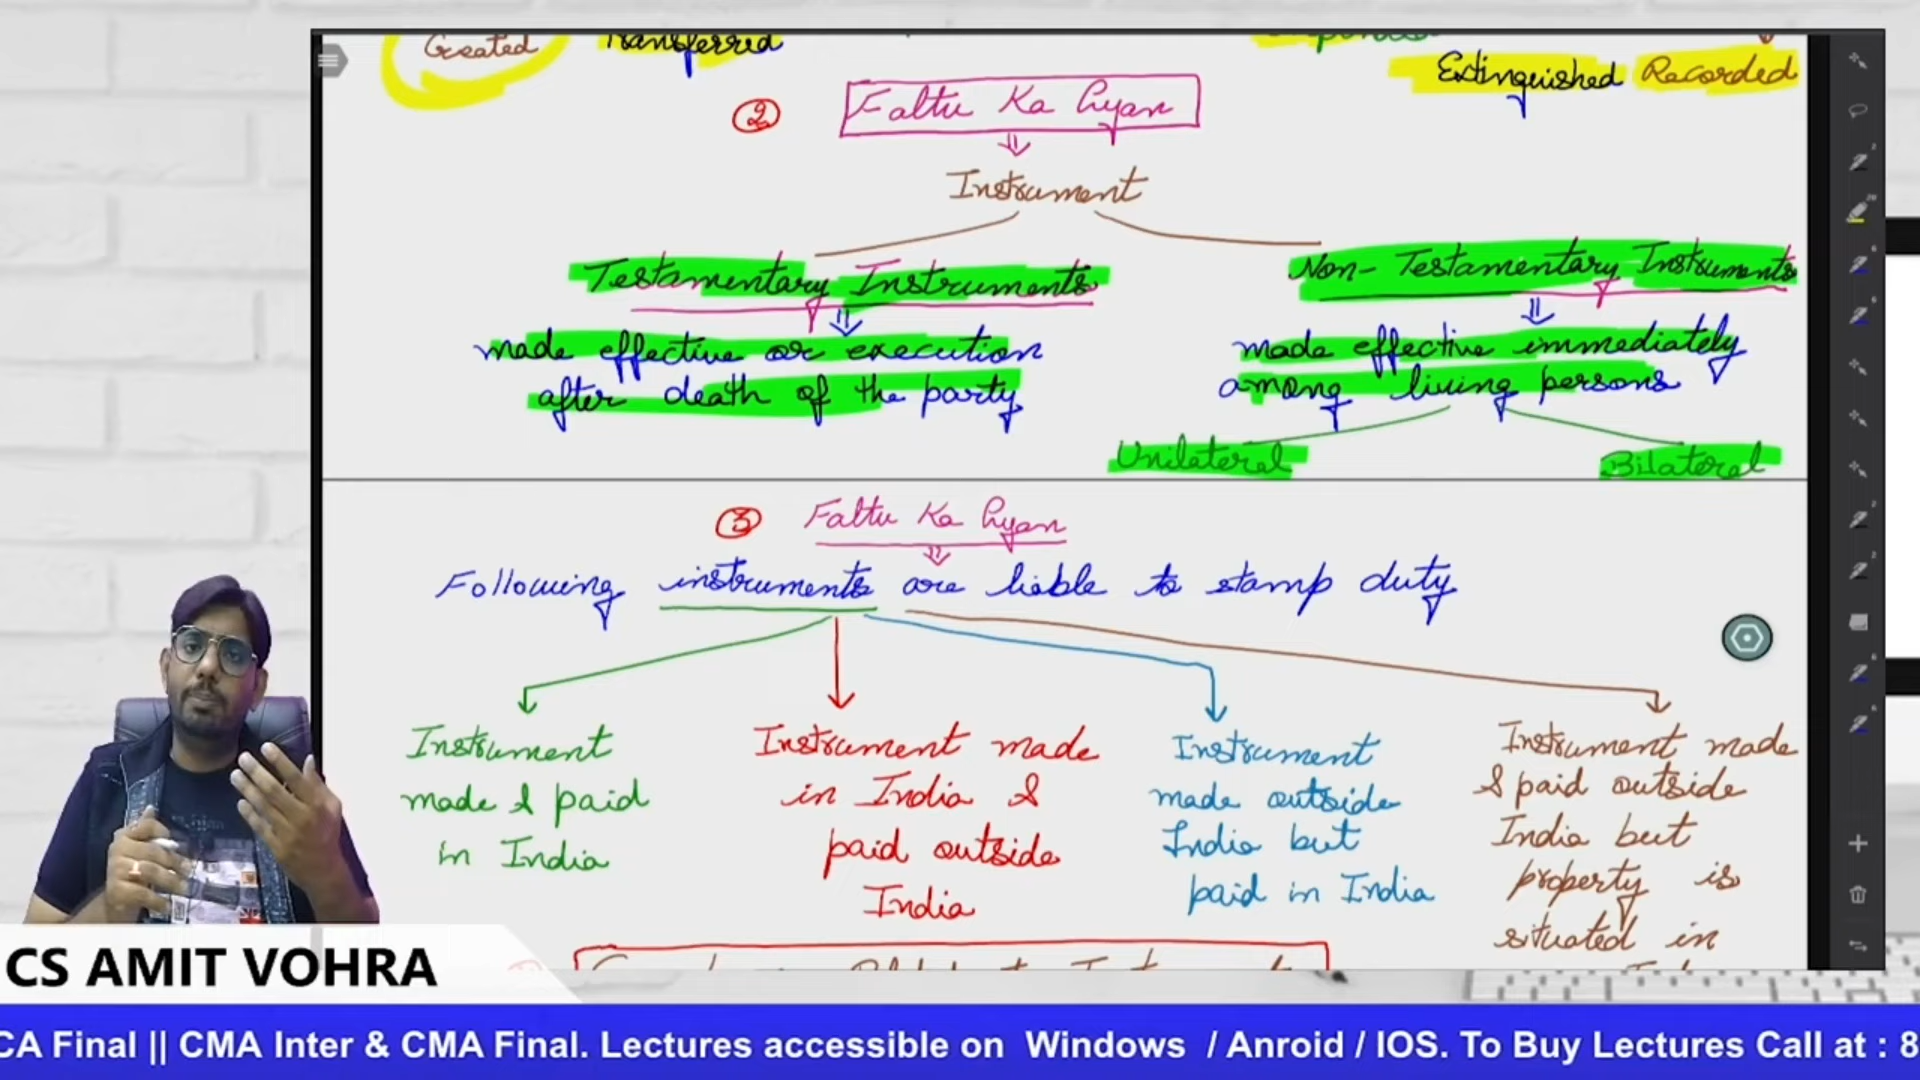 Created Transferred
Extinguished Recorded
② Faltu Ka Gyan
Instrument
Testamentary Instruments
Non-Testamentary Instruments
made effective or execution
after death of the party
made effective immediately
among living persons
Unilateral
Bilateral
③ Faltu Ka Gyan
Following instruments are liable to stamp duty
Instrument
made & paid
in India
Instrument made
in India &
paid outside
India
Instrument
made outside
India but
paid in India
Instrument made
& paid outside
India but
property is
situated in
CS AMIT VOHRA
CA Final || CMA Inter & CMA Final. Lectures accessible on Windows / Anroid / IOS. To Buy Lectures Call at : 8